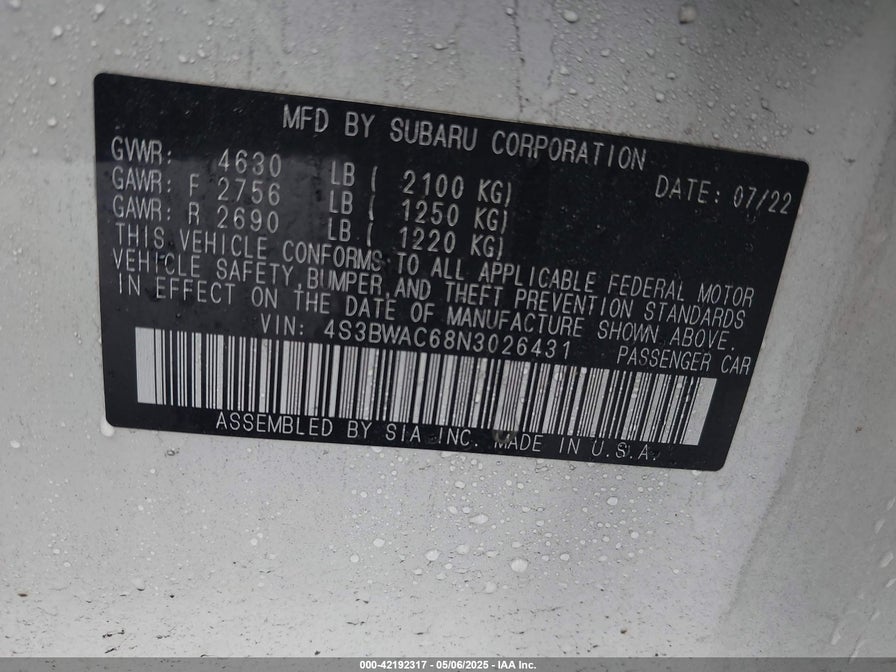 MFD BY SUBARU CORPORATION
GVWR: 4630 LB ( 2100 KG) DATE: 07/22
GAWR: F 2756 LB ( 1250 KG)
GAWR: R 2690 LB ( 1220 KG)
THIS VEHICLE CONFORMS TO ALL APPLICABLE FEDERAL MOTOR
VEHICLE SAFETY, BUMPER, AND THEFT PREVENTION STANDARDS
IN EFFECT ON THE DATE OF MANUFACTURE SHOWN ABOVE.
VIN: 4S3BWAC68N3026431 PASSENGER CAR
ASSEMBLED BY SIA INC. MADE IN U.S.A.
000-42192317 - 05/06/2025 - IAA Inc.